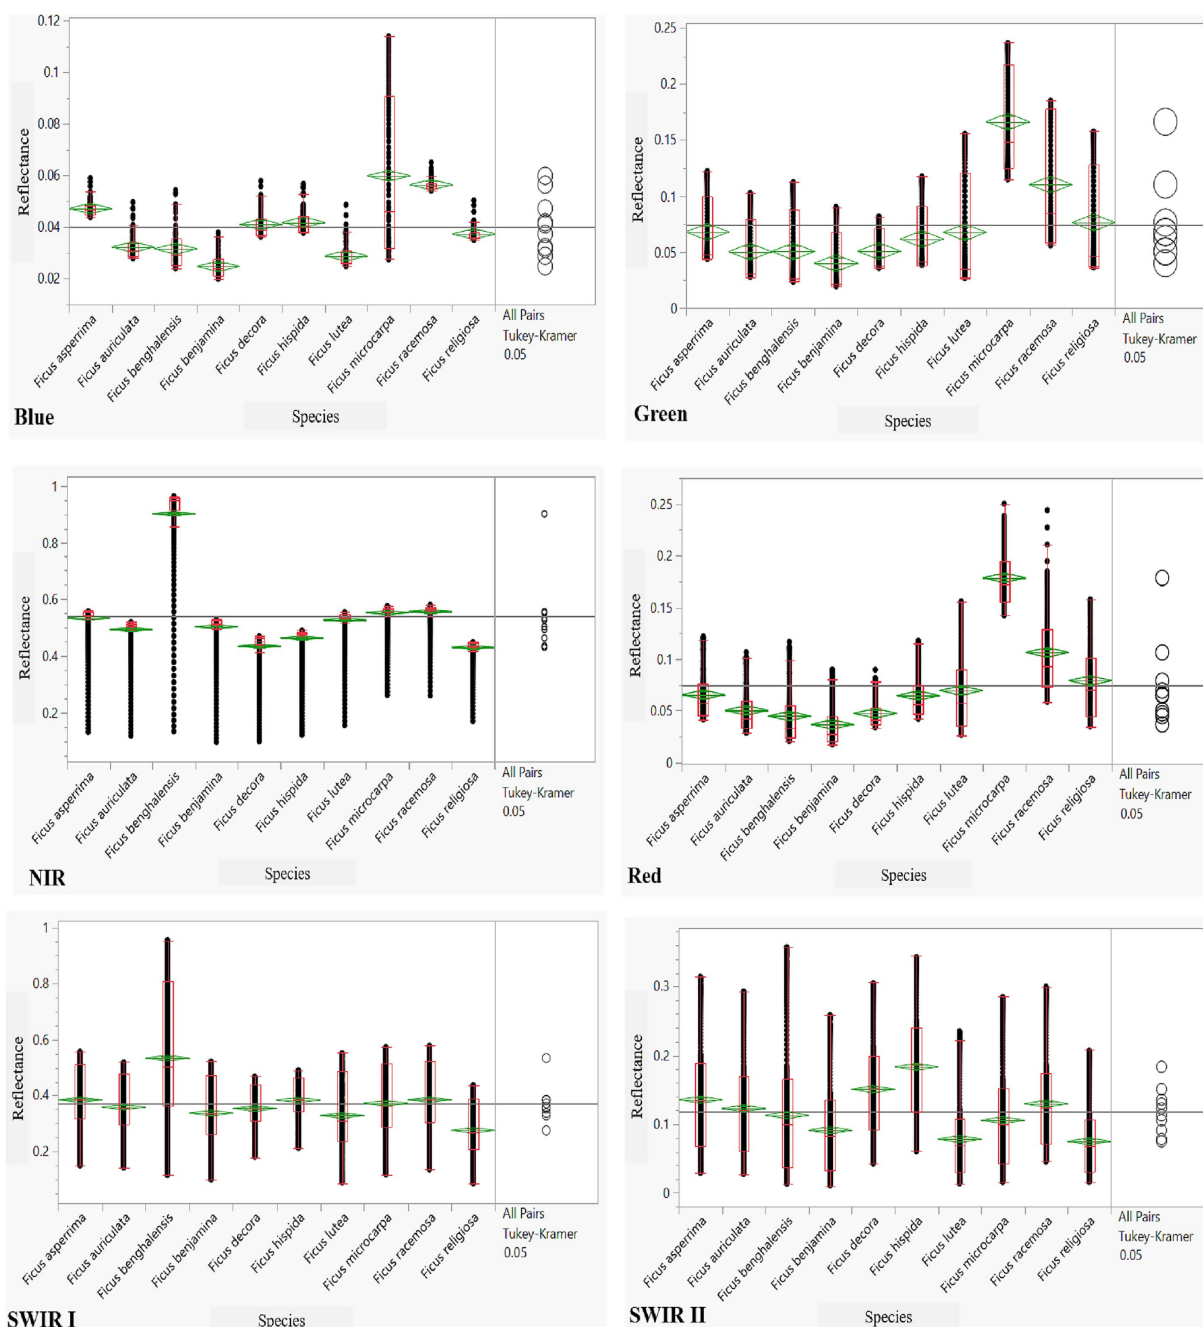 0.12
0.1
0.08
0.06
0.04
0.02
Reflectance
Ficus asperrima
Ficus auriculata
Ficus benghalensis
Ficus benjamina
Ficus decora
Ficus hispida
Ficus lutea
Ficus microcarpa
Ficus racemosa
Ficus religiosa
All Pairs
Tukey-Kramer
0.05
Blue
Species
0.25
0.2
0.15
0.1
0.05
0
Reflectance
Ficus asperrima
Ficus auriculata
Ficus benghalensis
Ficus benjamina
Ficus decora
Ficus hispida
Ficus lutea
Ficus microcarpa
Ficus racemosa
Ficus religiosa
All Pairs
Tukey-Kramer
0.05
Green
Species
1
0.8
0.6
0.4
0.2
Reflectance
Ficus asperrima
Ficus auriculata
Ficus benghalensis
Ficus benjamina
Ficus decora
Ficus hispida
Ficus lutea
Ficus microcarpa
Ficus racemosa
Ficus religiosa
All Pairs
Tukey-Kramer
0.05
NIR
Species
0.25
0.2
0.15
0.1
0.05
0
Reflectance
Ficus asperrima
Ficus auriculata
Ficus benghalensis
Ficus benjamina
Ficus decora
Ficus hispida
Ficus lutea
Ficus microcarpa
Ficus racemosa
Ficus religiosa
All Pairs
Tukey-Kramer
0.05
Red
Species
1
0.8
0.6
0.4
0.2
Reflectance
Ficus asperrima
Ficus auriculata
Ficus benghalensis
Ficus benjamina
Ficus decora
Ficus hispida
Ficus lutea
Ficus microcarpa
Ficus racemosa
Ficus religiosa
All Pairs
Tukey-Kramer
0.05
SWIR I
Species
0.3
0.2
0.1
0
Reflectance
Ficus asperrima
Ficus auriculata
Ficus benghalensis
Ficus benjamina
Ficus decora
Ficus hispida
Ficus lutea
Ficus microcarpa
Ficus racemosa
Ficus religiosa
All Pairs
Tukey-Kramer
0.05
SWIR II
Species